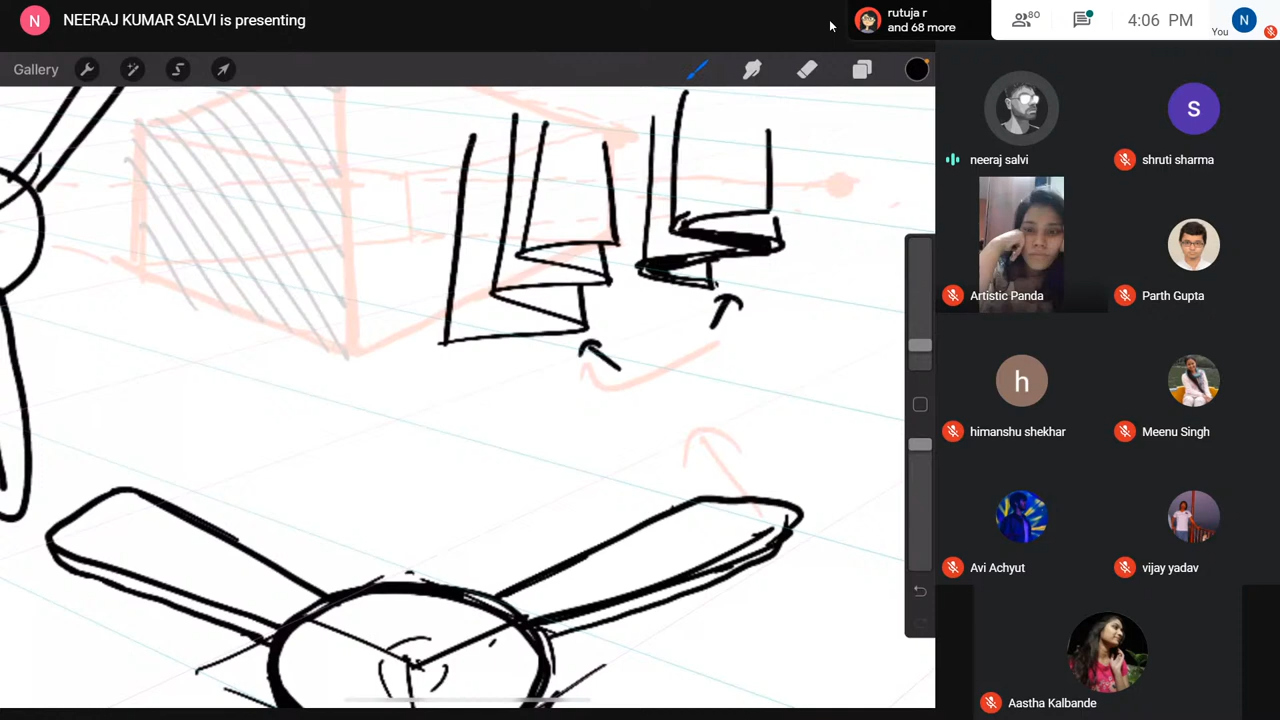 N NEERAJ KUMAR SALVI is presenting
rutuja r
and 68 more
80
4:06 PM
You
N
Gallery
neeraj salvi
S
shruti sharma
Artistic Panda
Parth Gupta
h
himanshu shekhar
Meenu Singh
Avi Achyut
vijay yadav
Aastha Kalbande